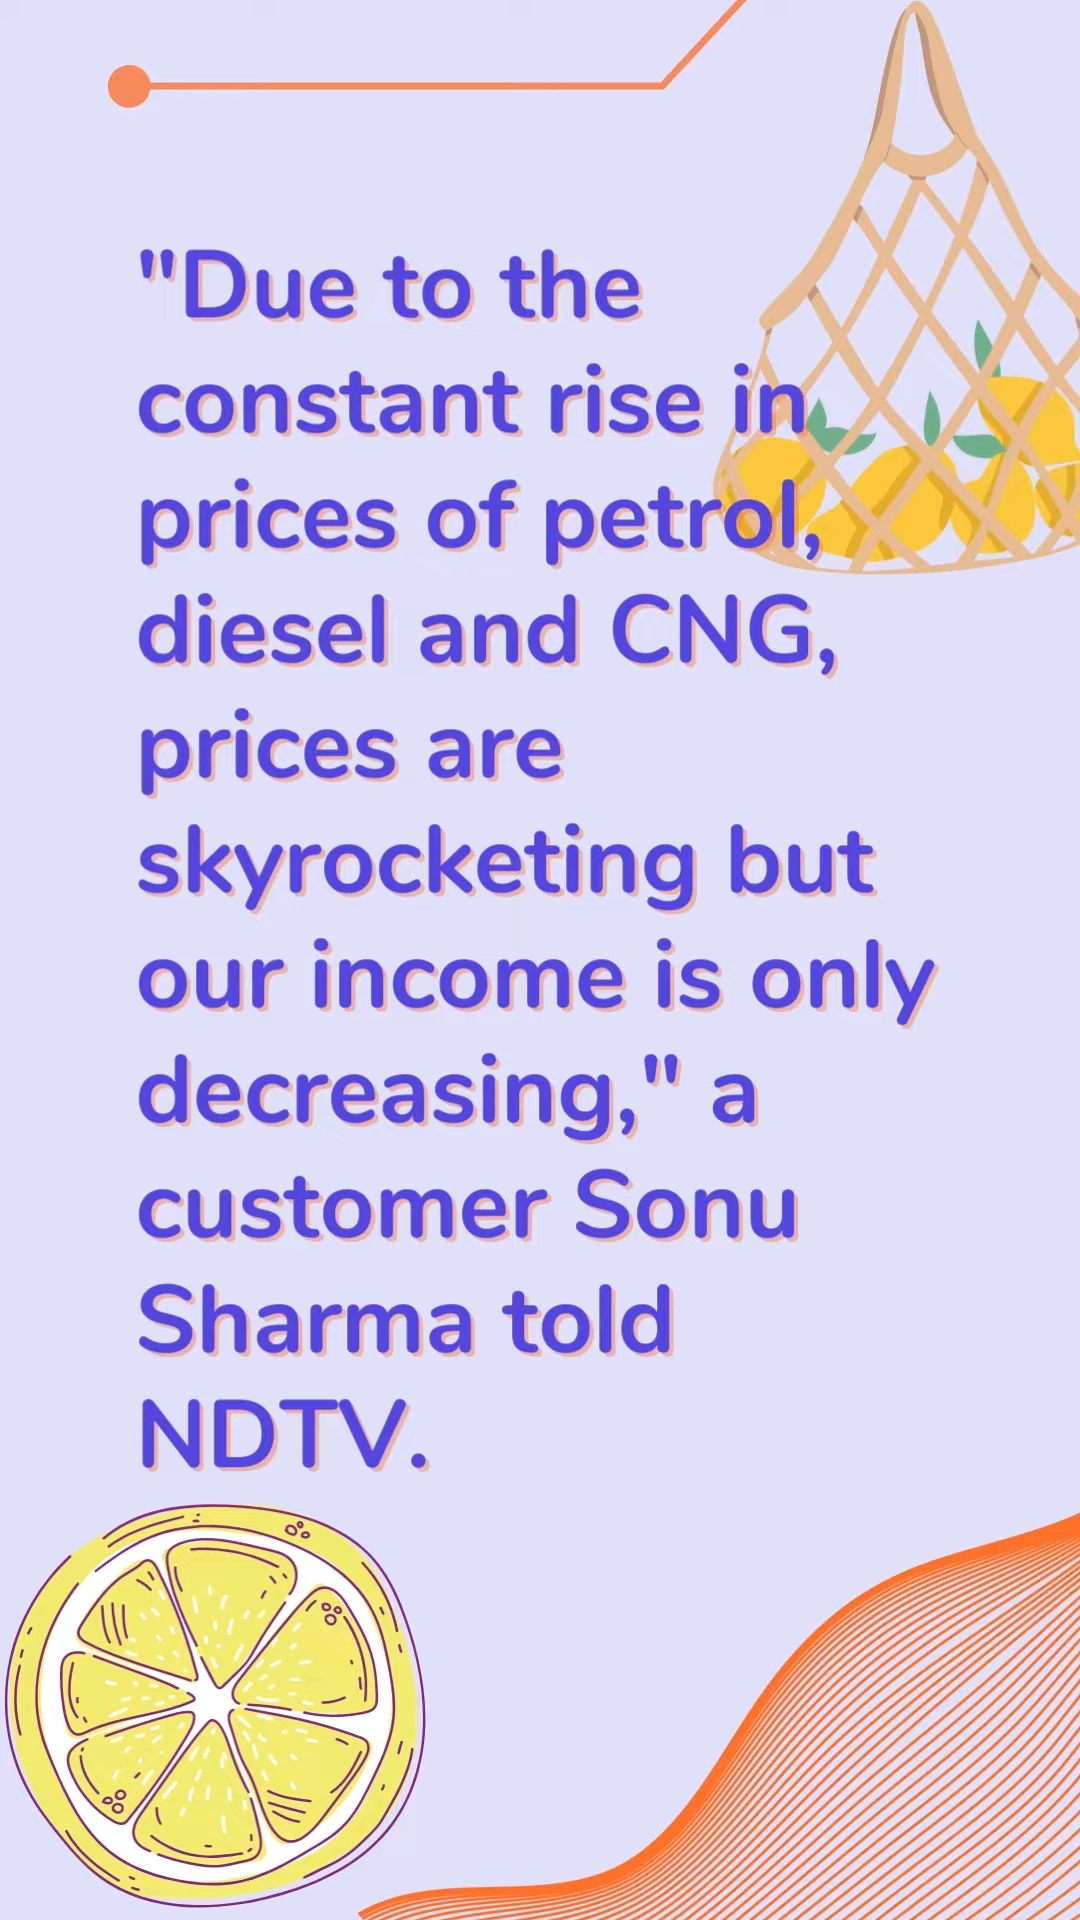 "Due to the
constant rise in
prices of petrol,
diesel and CNG,
prices are
skyrocketing but
our income is only
decreasing," a
customer Sonu
Sharma told
NDTV.